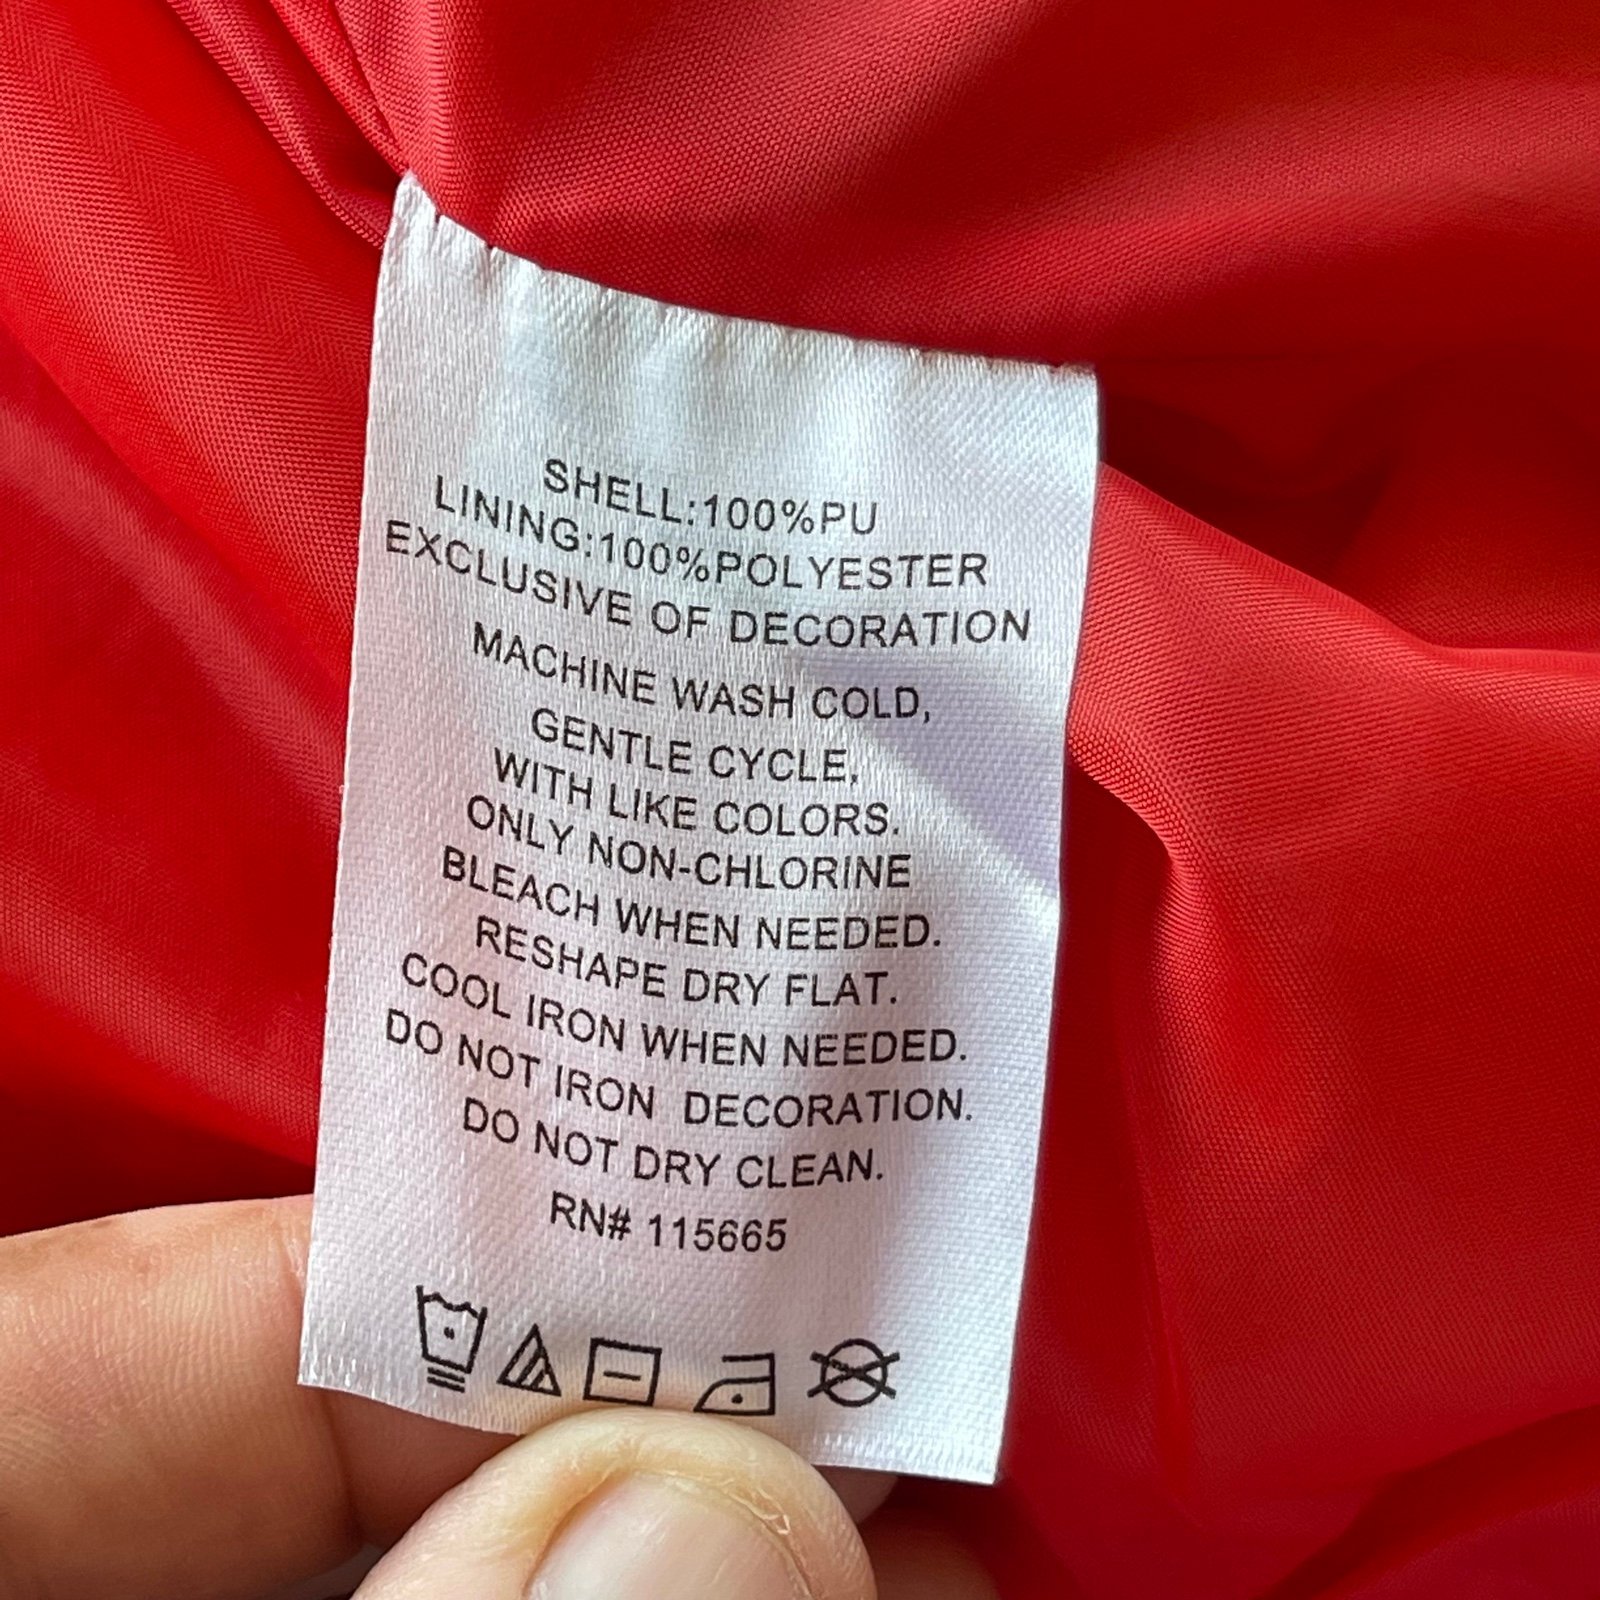 SHELL:100%PU
LINING:100%POLYESTER
EXCLUSIVE OF DECORATION
MACHINE WASH COLD,
GENTLE CYCLE,
WITH LIKE COLORS.
ONLY NON-CHLORINE
BLEACH WHEN NEEDED.
RESHAPE DRY FLAT.
COOL IRON WHEN NEEDED.
DO NOT IRON DECORATION.
DO NOT DRY CLEAN.
RN# 115665